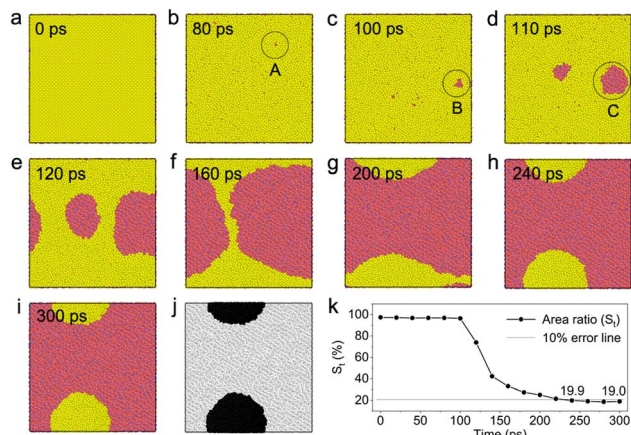 a 0 ps
b 80 ps
A
c 100 ps
B
d 110 ps
C
e 120 ps
f 160 ps
g 200 ps
h 240 ps
i 300 ps
j
k
Area ratio (Sₜ)
10% error line
Sₜ (%)
100
80
60
40
20
19.9
19.0
0 50 100 150 200 250 300
Time (ps)